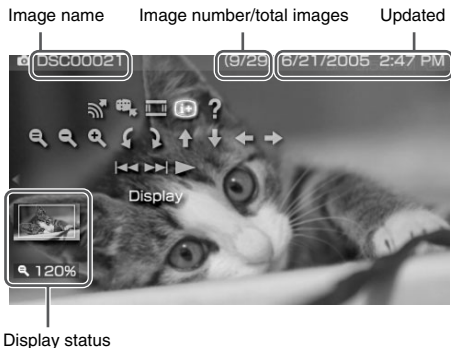 Image name Image number/total images Updated
DSC00021 (9/29) 6/21/2005 2:47 PM
i+ ?
Display
120%
Display status